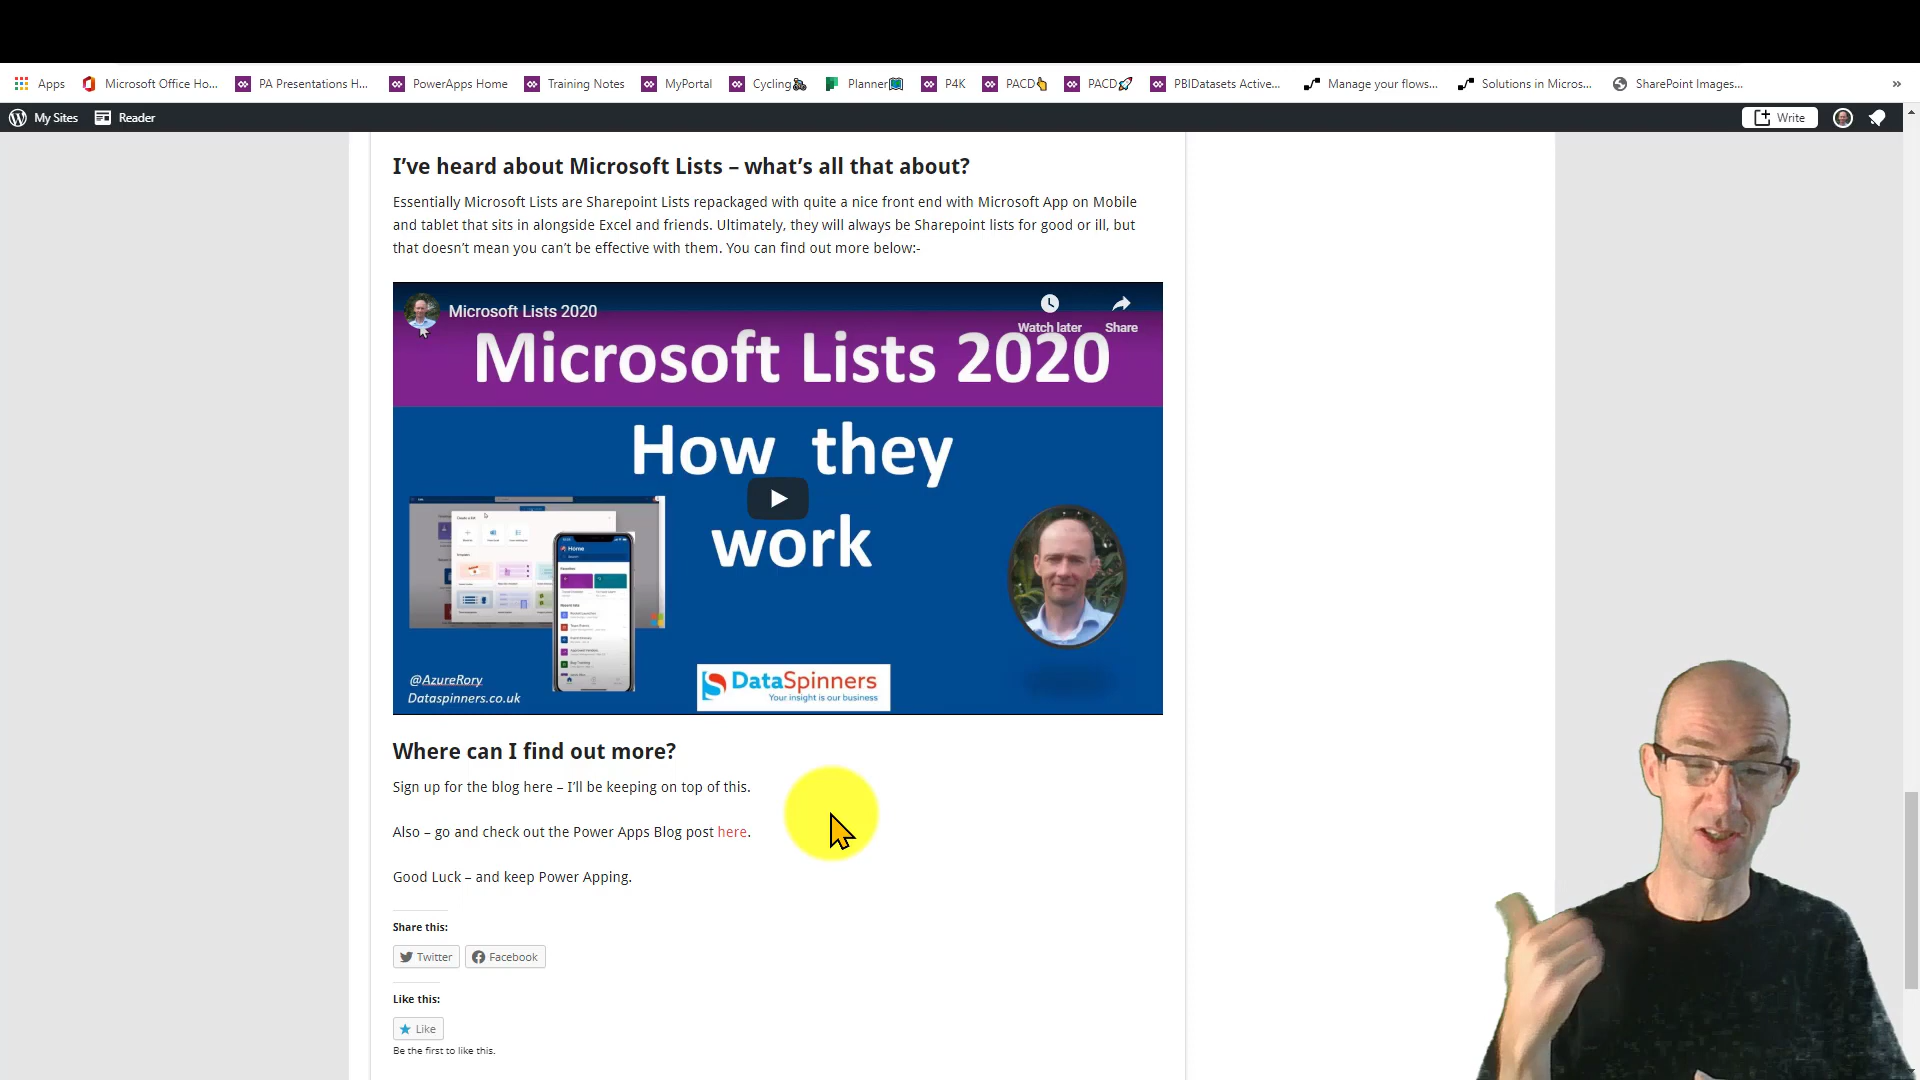 Apps Microsoft Office Ho... PA Presentations H... PowerApps Home Training Notes MyPortal Cycling Planner P4K PACD PACD PBIDatasets Active... Manage your flows... Solutions in Micros... SharePoint Images... »
My Sites Reader Write
I've heard about Microsoft Lists – what's all that about?
Essentially Microsoft Lists are Sharepoint Lists repackaged with quite a nice front end with Microsoft App on Mobile
and tablet that sits in alongside Excel and friends. Ultimately, they will always be Sharepoint lists for good or ill, but
that doesn't mean you can't be effective with them. You can find out more below:-
Microsoft Lists 2020
Watch later Share
Microsoft Lists 2020
How they
work
Home
@AzureRory
Dataspinners.co.uk
DataSpinners
Your insight is our business
Where can I find out more?
Sign up for the blog here – I'll be keeping on top of this.
Also – go and check out the Power Apps Blog post here.
Good Luck – and keep Power Apping.
Share this:
Twitter Facebook
Like this:
Like
Be the first to like this.